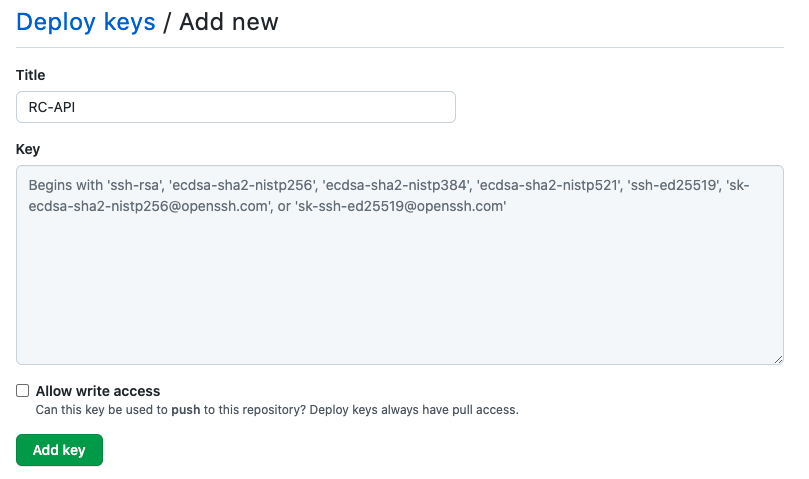 Deploy keys / Add new
Title
RC-API
Key
Begins with 'ssh-rsa', 'ecdsa-sha2-nistp256', 'ecdsa-sha2-nistp384', 'ecdsa-sha2-nistp521', 'ssh-ed25519', 'sk-
ecdsa-sha2-nistp256@openssh.com', or 'sk-ssh-ed25519@openssh.com'
Allow write access
Can this key be used to push to this repository? Deploy keys always have pull access.
Add key